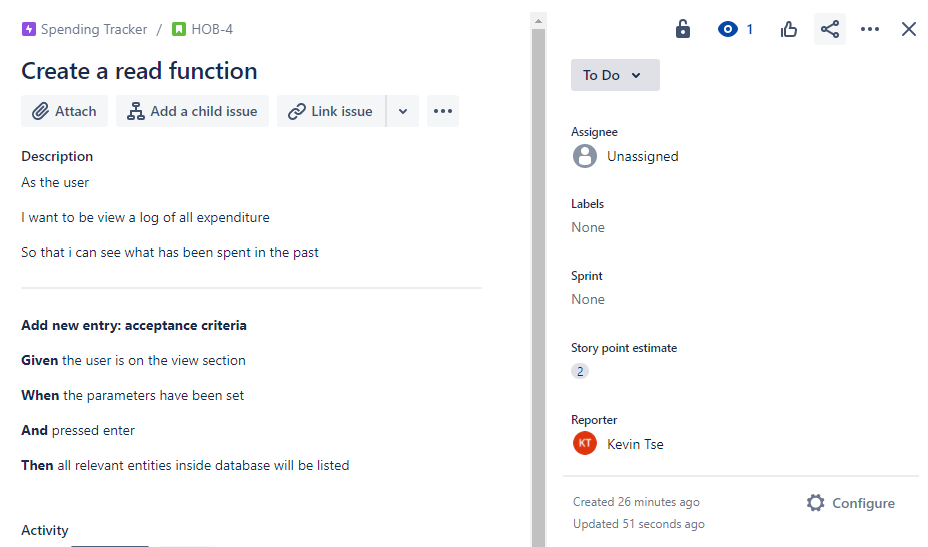 Spending Tracker / HOB-4
Create a read function
Attach Add a child issue Link issue
Description
As the user
I want to be view a log of all expenditure
So that i can see what has been spent in the past
Add new entry: acceptance criteria
Given the user is on the view section
When the parameters have been set
And pressed enter
Then all relevant entities inside database will be listed
Activity
1
To Do
Assignee
Unassigned
Labels
None
Sprint
None
Story point estimate
2
Reporter
KT Kevin Tse
Created 26 minutes ago
Updated 51 seconds ago
Configure